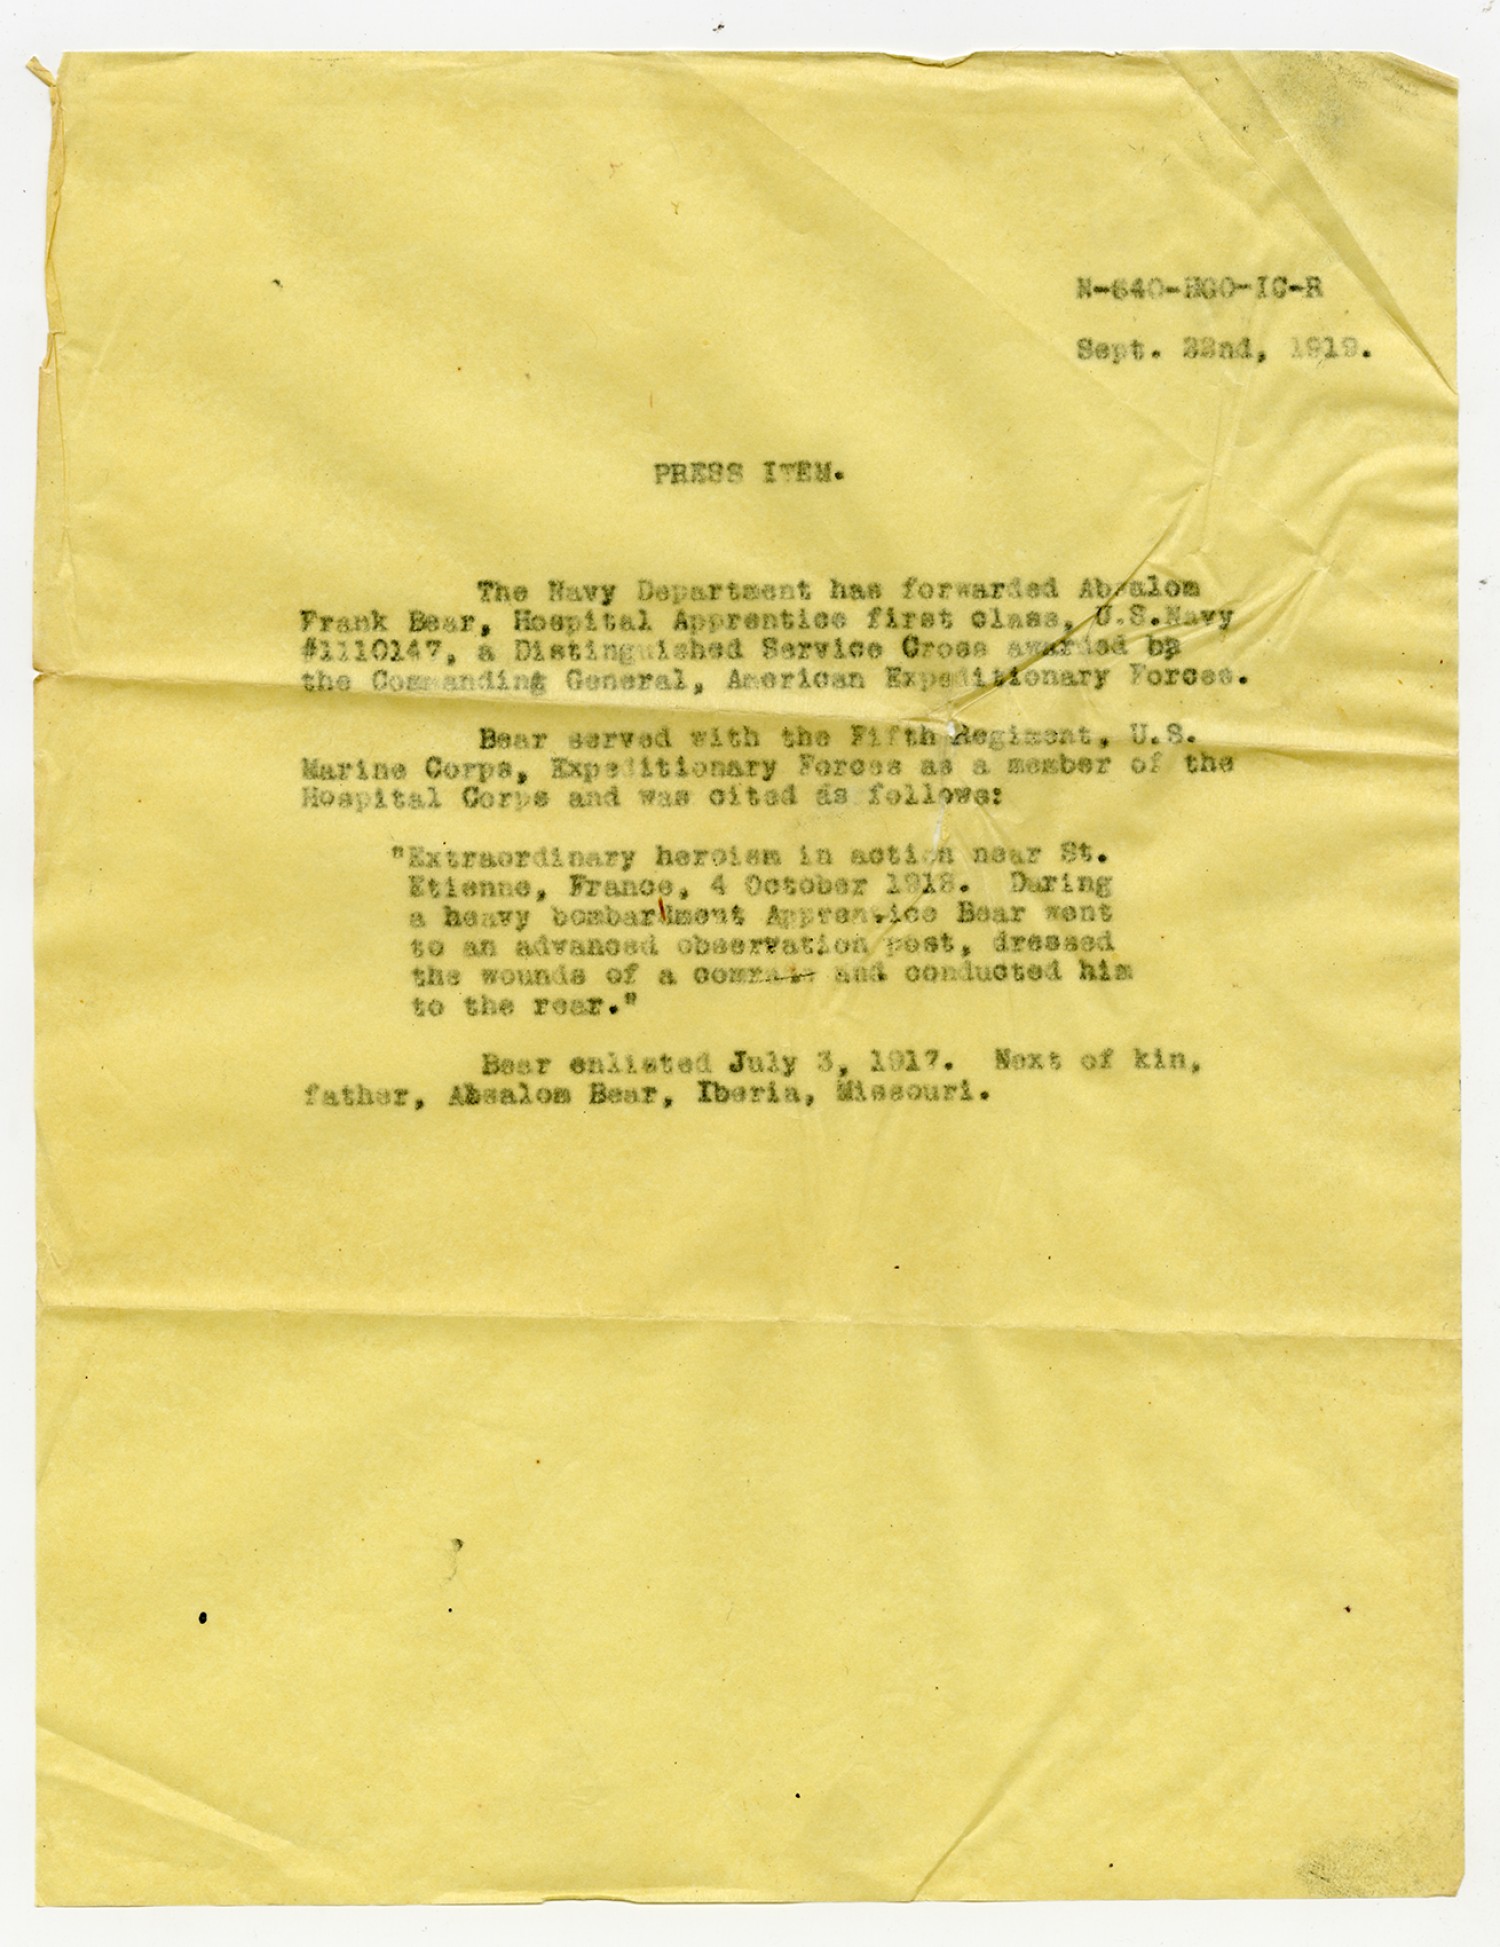 N-640-HGO-IC-R
Sept. 22nd, 1919.
PRESS ITEM.
The Navy Department has forwarded Absalom
Frank Bear, Hospital Apprentice first class, U.S.Navy
#1110147, a Distinguished Service Cross awarded by
the Commanding General, American Expeditionary Forces.
Bear served with the Fifth Regiment, U.S.
Marine Corps, Expeditionary Forces as a member of the
Hospital Corps and was cited as follows:
"Extraordinary heroism in action near St.
Etienne, France, 4 October 1918. During
a heavy bombardment Apprentice Bear went
to an advanced observation post, dressed
the wounds of a comrade and conducted him
to the rear."
Bear enlisted July 3, 1917. Next of kin,
father, Absalom Bear, Iberia, Missouri.